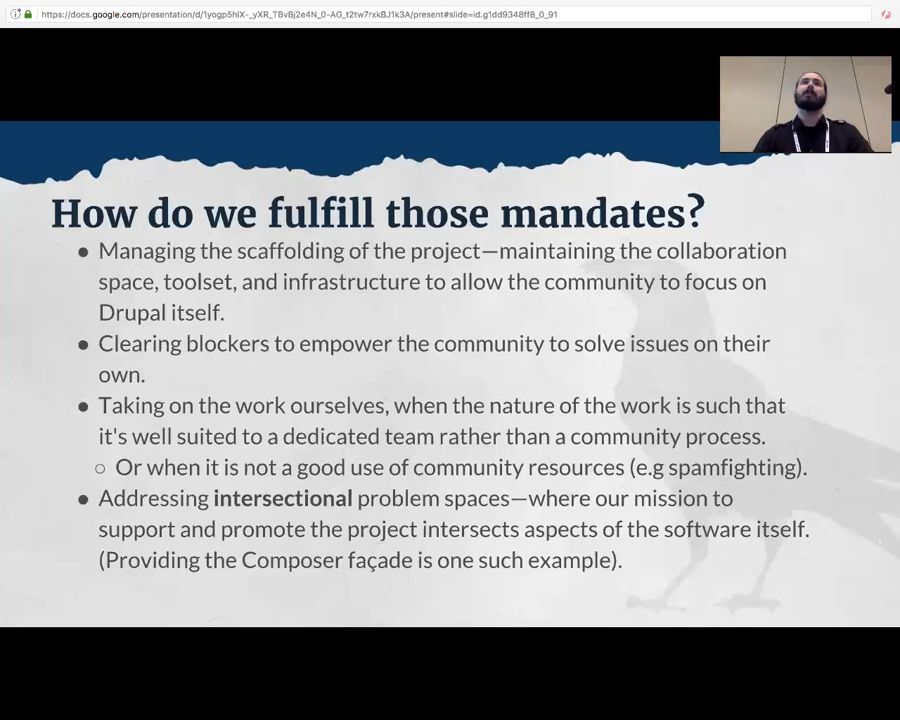 https://docs.google.com/presentation/d/1yogp5hlX-_yXR_TBvBj2e4N_0-AG_t2tw7rxkBJ1k3A/present#slide=id.g1dd9348ff8_0_91
How do we fulfill those mandates?
● Managing the scaffolding of the project—maintaining the collaboration
space, toolset, and infrastructure to allow the community to focus on
Drupal itself.
● Clearing blockers to empower the community to solve issues on their
own.
● Taking on the work ourselves, when the nature of the work is such that
it's well suited to a dedicated team rather than a community process.
○ Or when it is not a good use of community resources (e.g spamfighting).
● Addressing intersectional problem spaces—where our mission to
support and promote the project intersects aspects of the software itself.
(Providing the Composer façade is one such example).